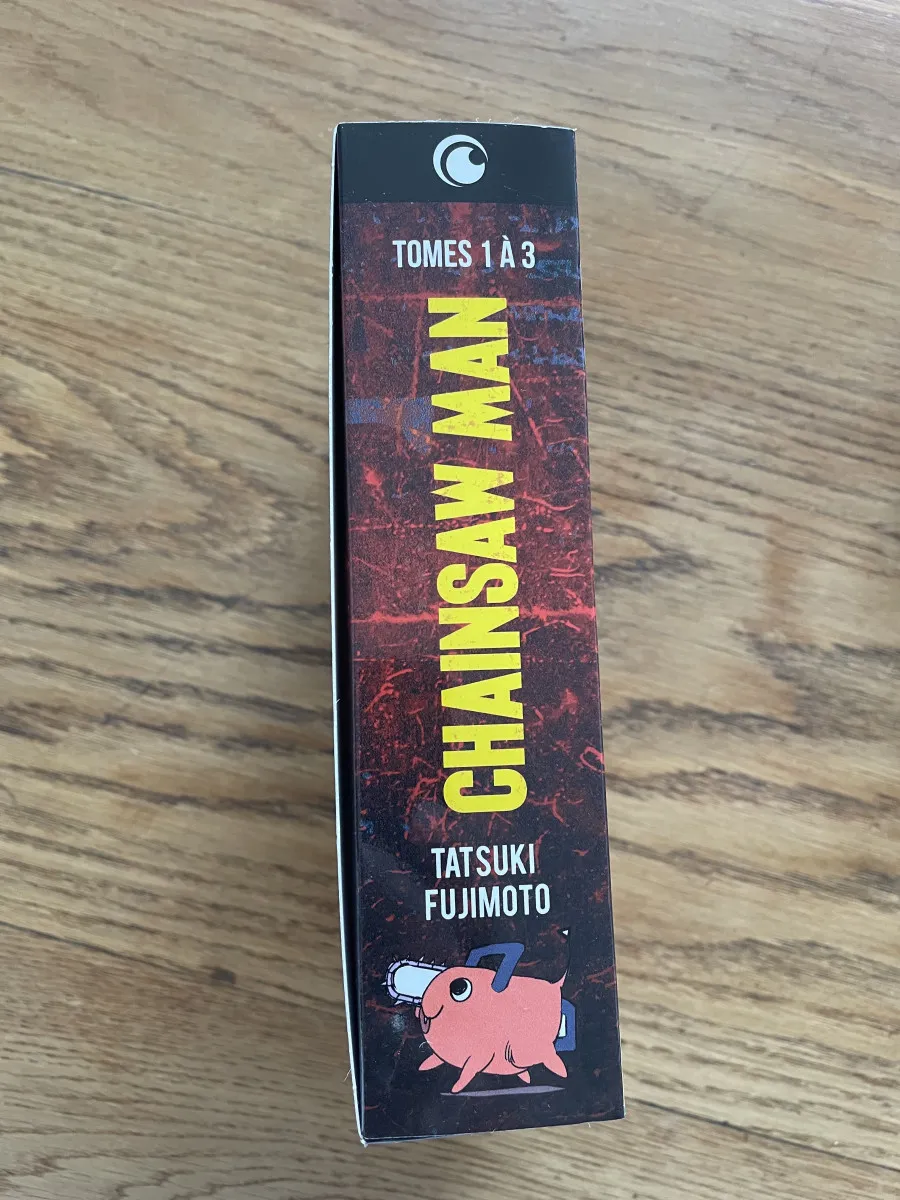 TOMES 1 À 3
CHAINSAW MAN
TATSUKI
FUJIMOTO